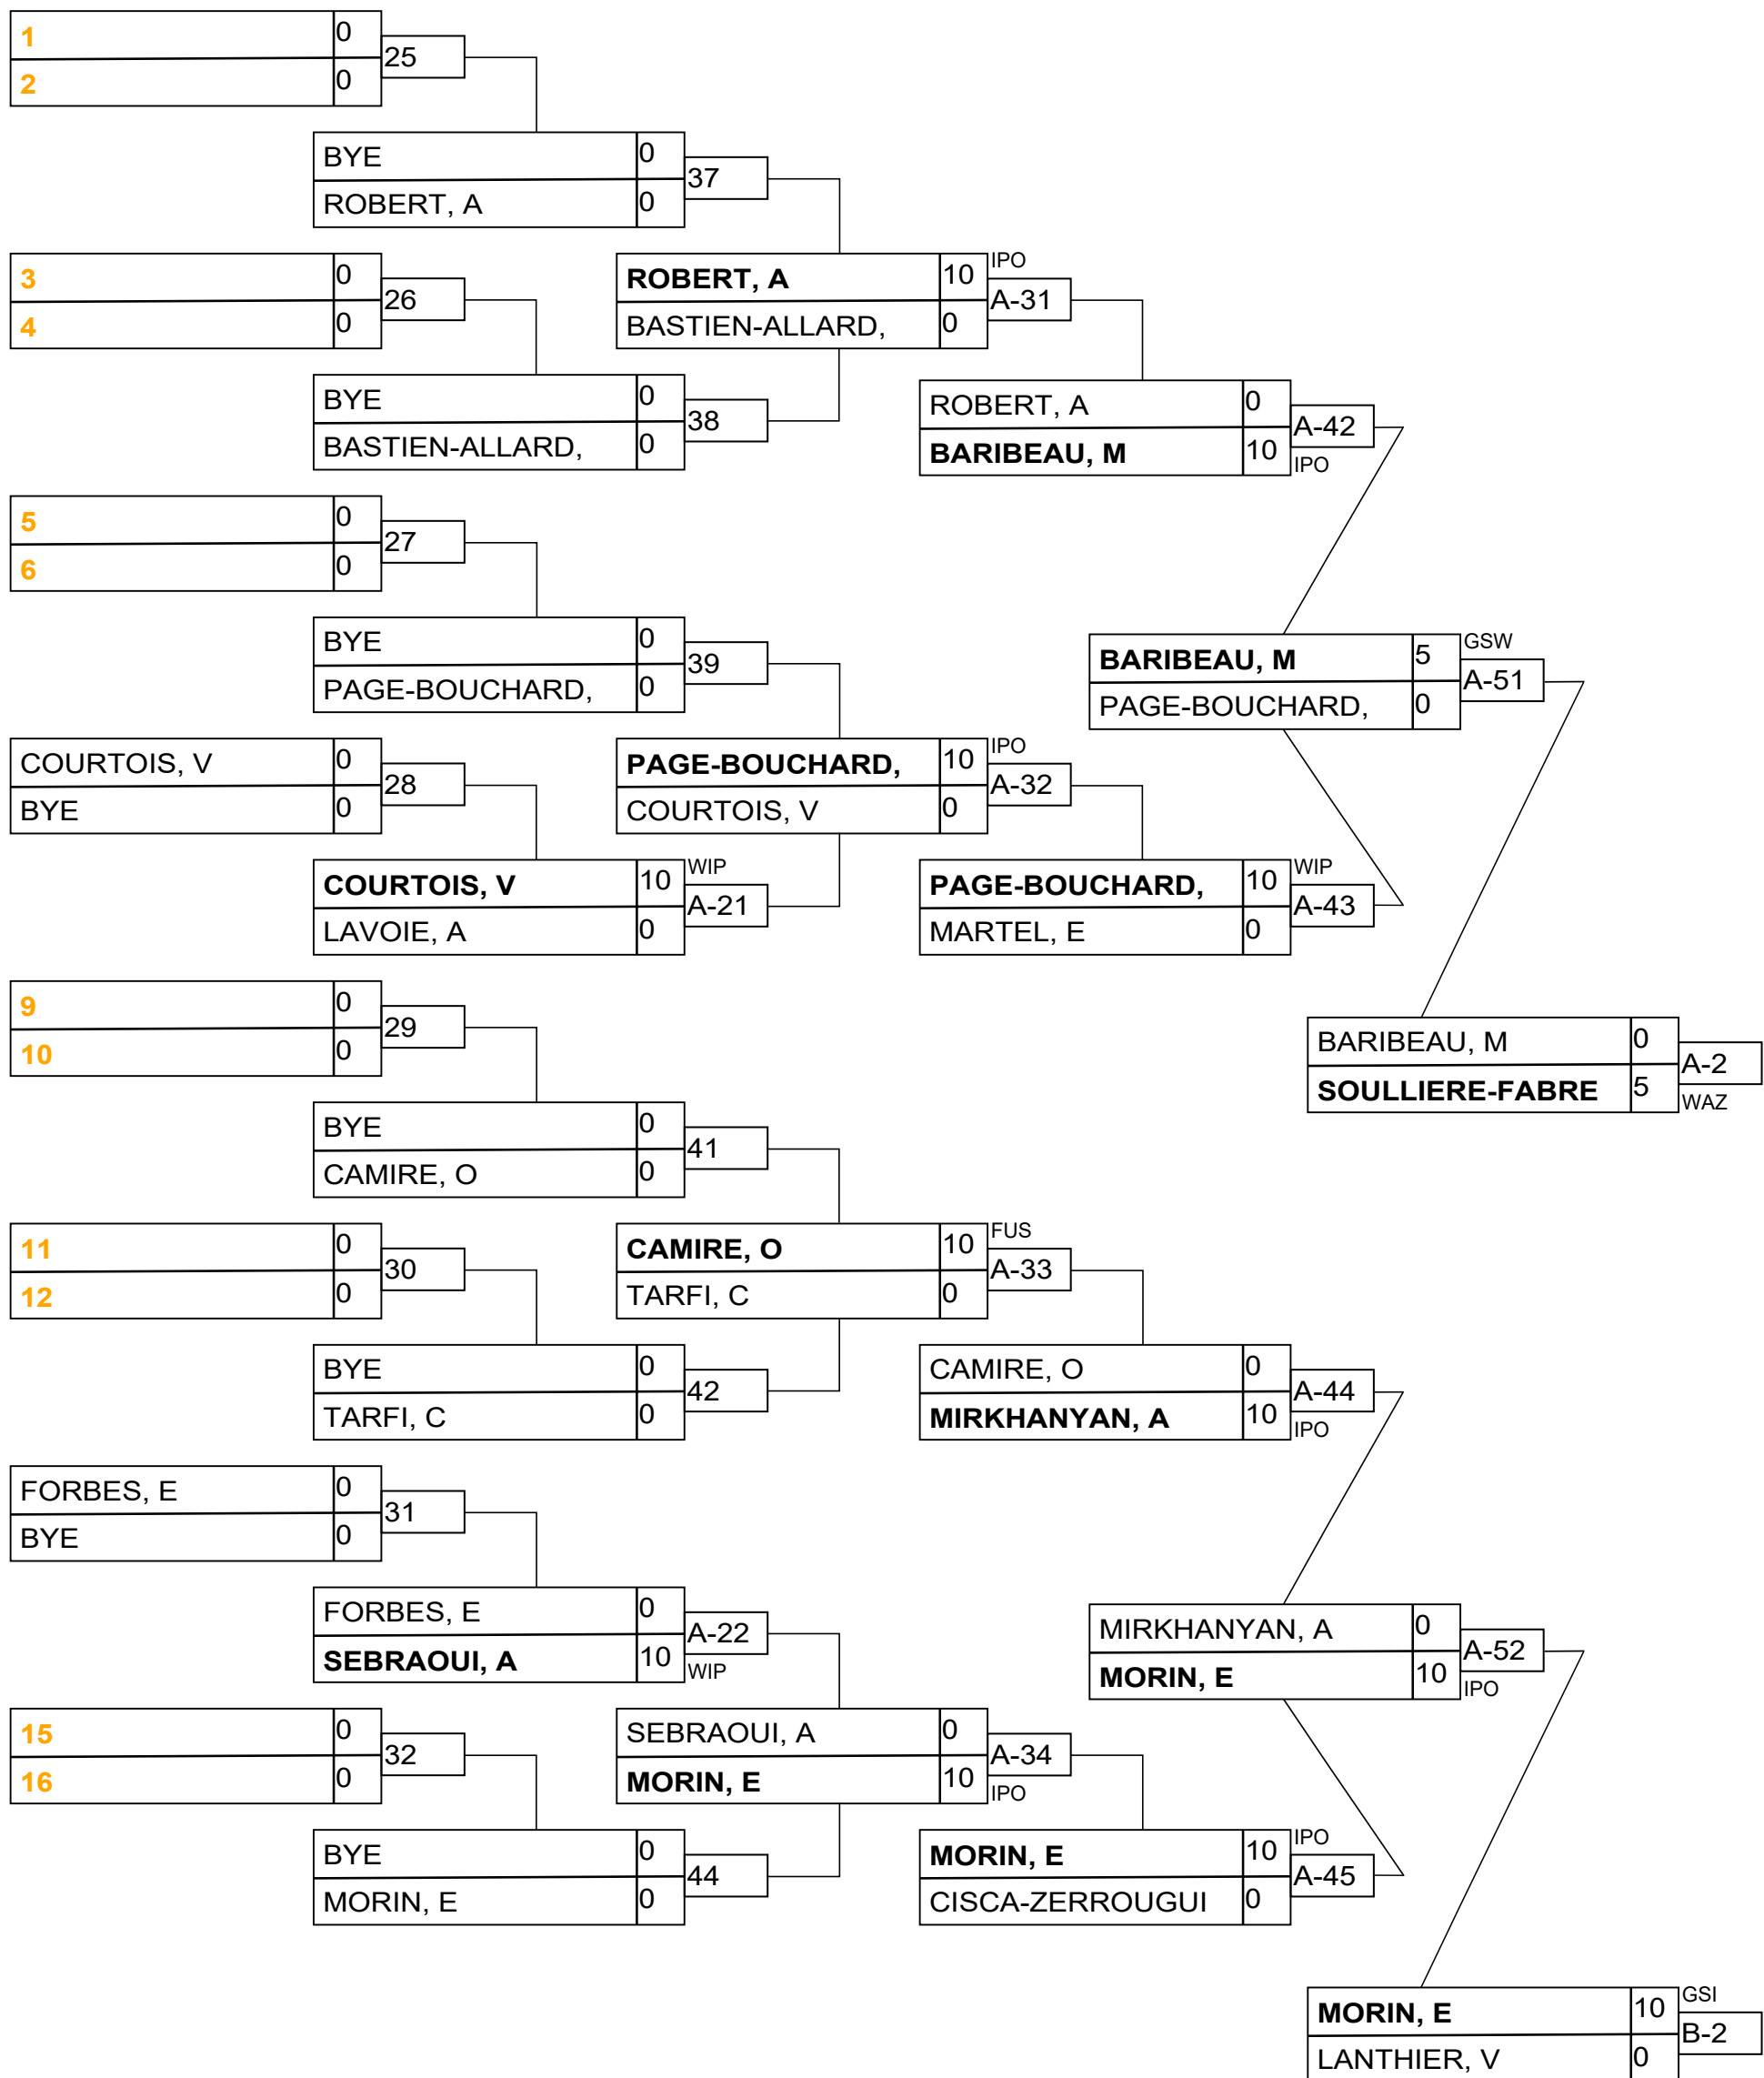 1 0
25
2 0
BYE 0
37
ROBERT, A 0
3 0
26
4 0
ROBERT, A 10 IPO
A-31
BASTIEN-ALLARD, 0
BYE 0
38
BASTIEN-ALLARD, 0
ROBERT, A 0
A-42
BARIBEAU, M 10 IPO
5 0
27
6 0
BYE 0
39
PAGE-BOUCHARD, 0
BARIBEAU, M 5 GSW
A-51
PAGE-BOUCHARD, 0
COURTOIS, V 0
28
BYE 0
PAGE-BOUCHARD, 10 IPO
A-32
COURTOIS, V 0
COURTOIS, V 10 WIP
A-21
LAVOIE, A 0
PAGE-BOUCHARD, 10 WIP
A-43
MARTEL, E 0
9 0
29
10 0
BARIBEAU, M 0
A-2
SOULLIERE-FABRE 5 WAZ
BYE 0
41
CAMIRE, O 0
11 0
30
12 0
CAMIRE, O 10 FUS
A-33
TARFI, C 0
BYE 0
42
TARFI, C 0
CAMIRE, O 0
A-44
MIRKHANYAN, A 10 IPO
FORBES, E 0
31
BYE 0
FORBES, E 0
A-22
SEBRAOUI, A 10 WIP
MIRKHANYAN, A 0
A-52
MORIN, E 10 IPO
15 0
32
16 0
SEBRAOUI, A 0
A-34
MORIN, E 10 IPO
BYE 0
44
MORIN, E 0
MORIN, E 10 IPO
A-45
CISCA-ZERROUGUI 0
MORIN, E 10 GSI
B-2
LANTHIER, V 0